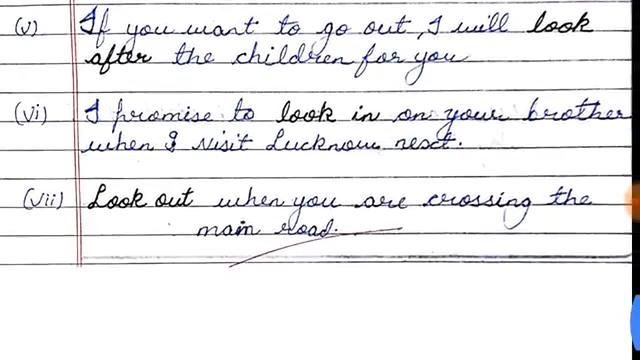 (v) If you want to go out, I will look
after the children for you
(vi) I promise to look in on your brother
when I visit Lucknow next.
(vii) Look out when you are crossing the
main road.